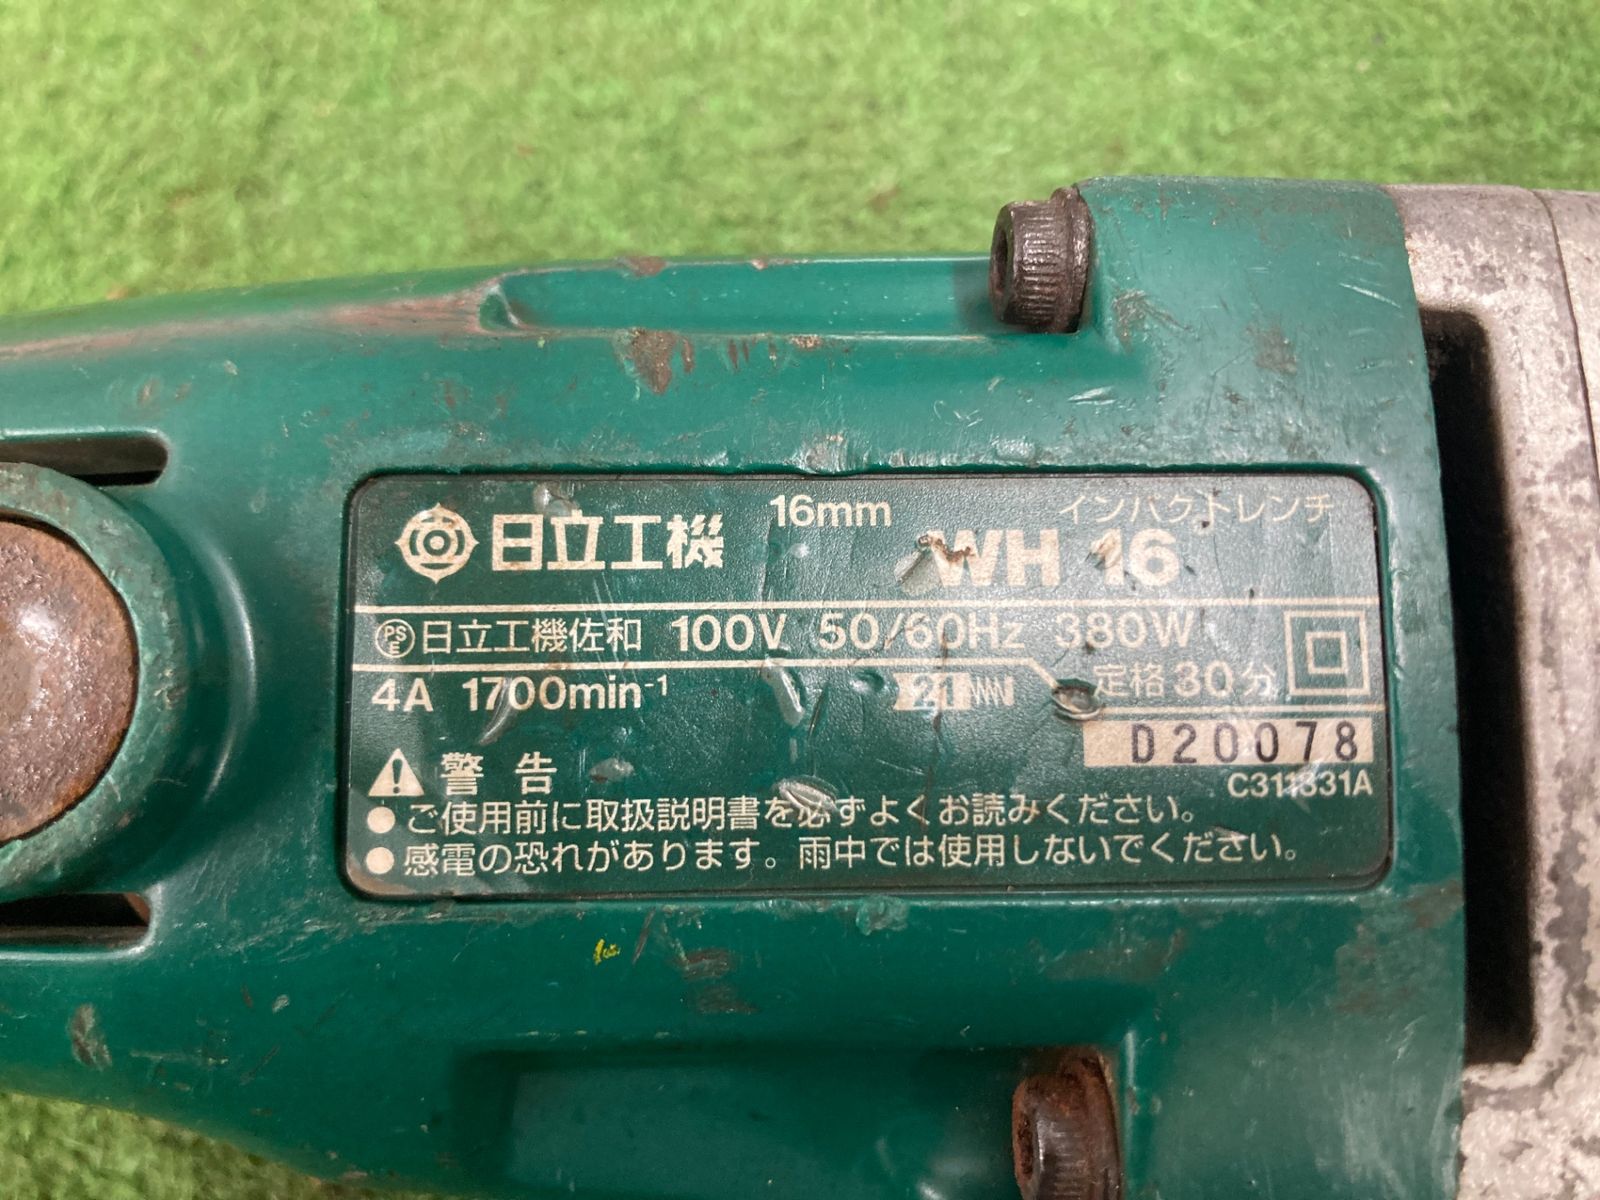 日立工機 16mm インパクトレンチ
WH 16
PSE 日立工機佐和 100V 50/60Hz 380W
4A 1700min⁻¹ 21 定格30分
D20078
C311331A
警告
● ご使用前に取扱説明書を必ずよくお読みください。
● 感電の恐れがあります。雨中では使用しないでください。